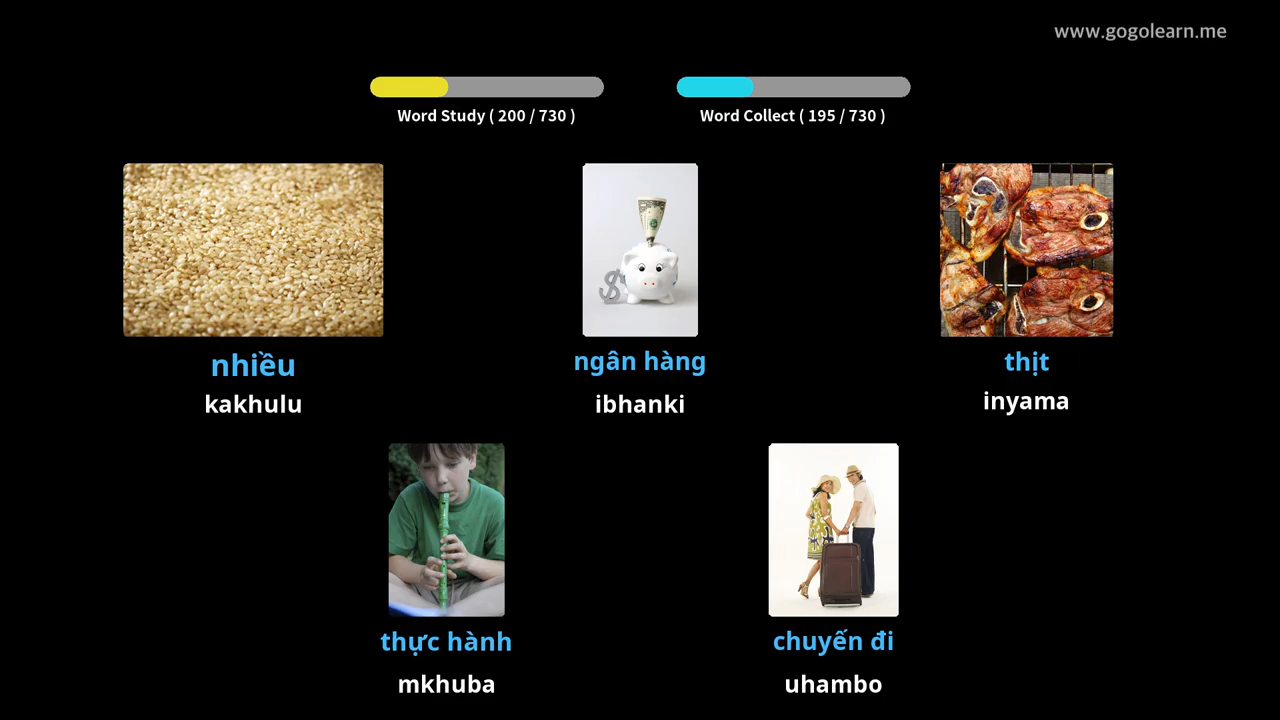 www.gogolearn.me
Word Study ( 200 / 730 )
Word Collect ( 195 / 730 )
nhiều
kakhulu
ngân hàng
ibhanki
thịt
inyama
thực hành
mkhuba
chuyến đi
uhambo